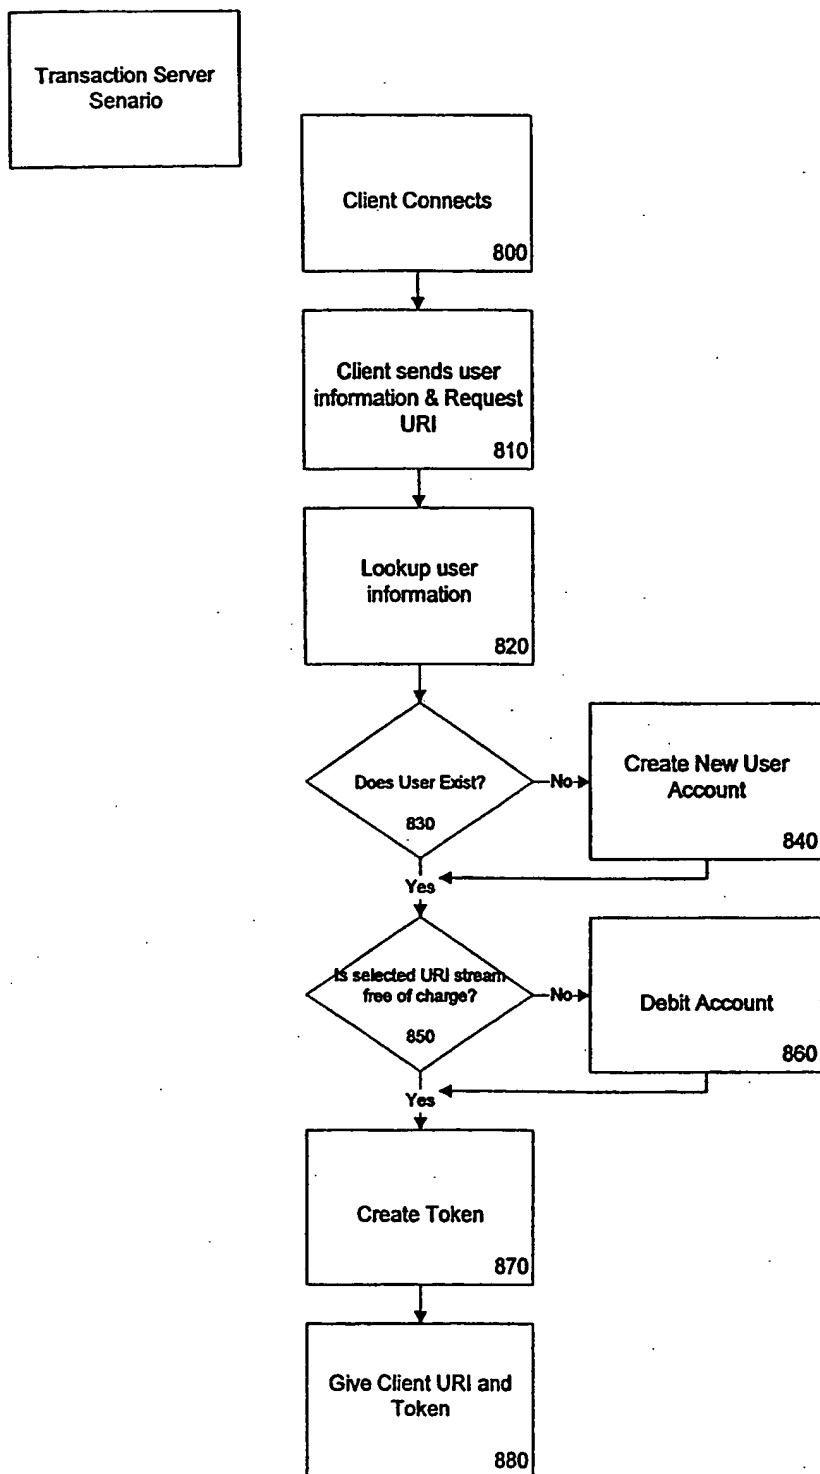 Transaction Server
Senario
Client Connects
800
Client sends user
information & Request
URI
810
Lookup user
information
820
Does User Exist?
830
No
Create New User
Account
840
Yes
Is selected URI stream
free of charge?
850
No
Debit Account
860
Yes
Create Token
870
Give Client URI and
Token
880